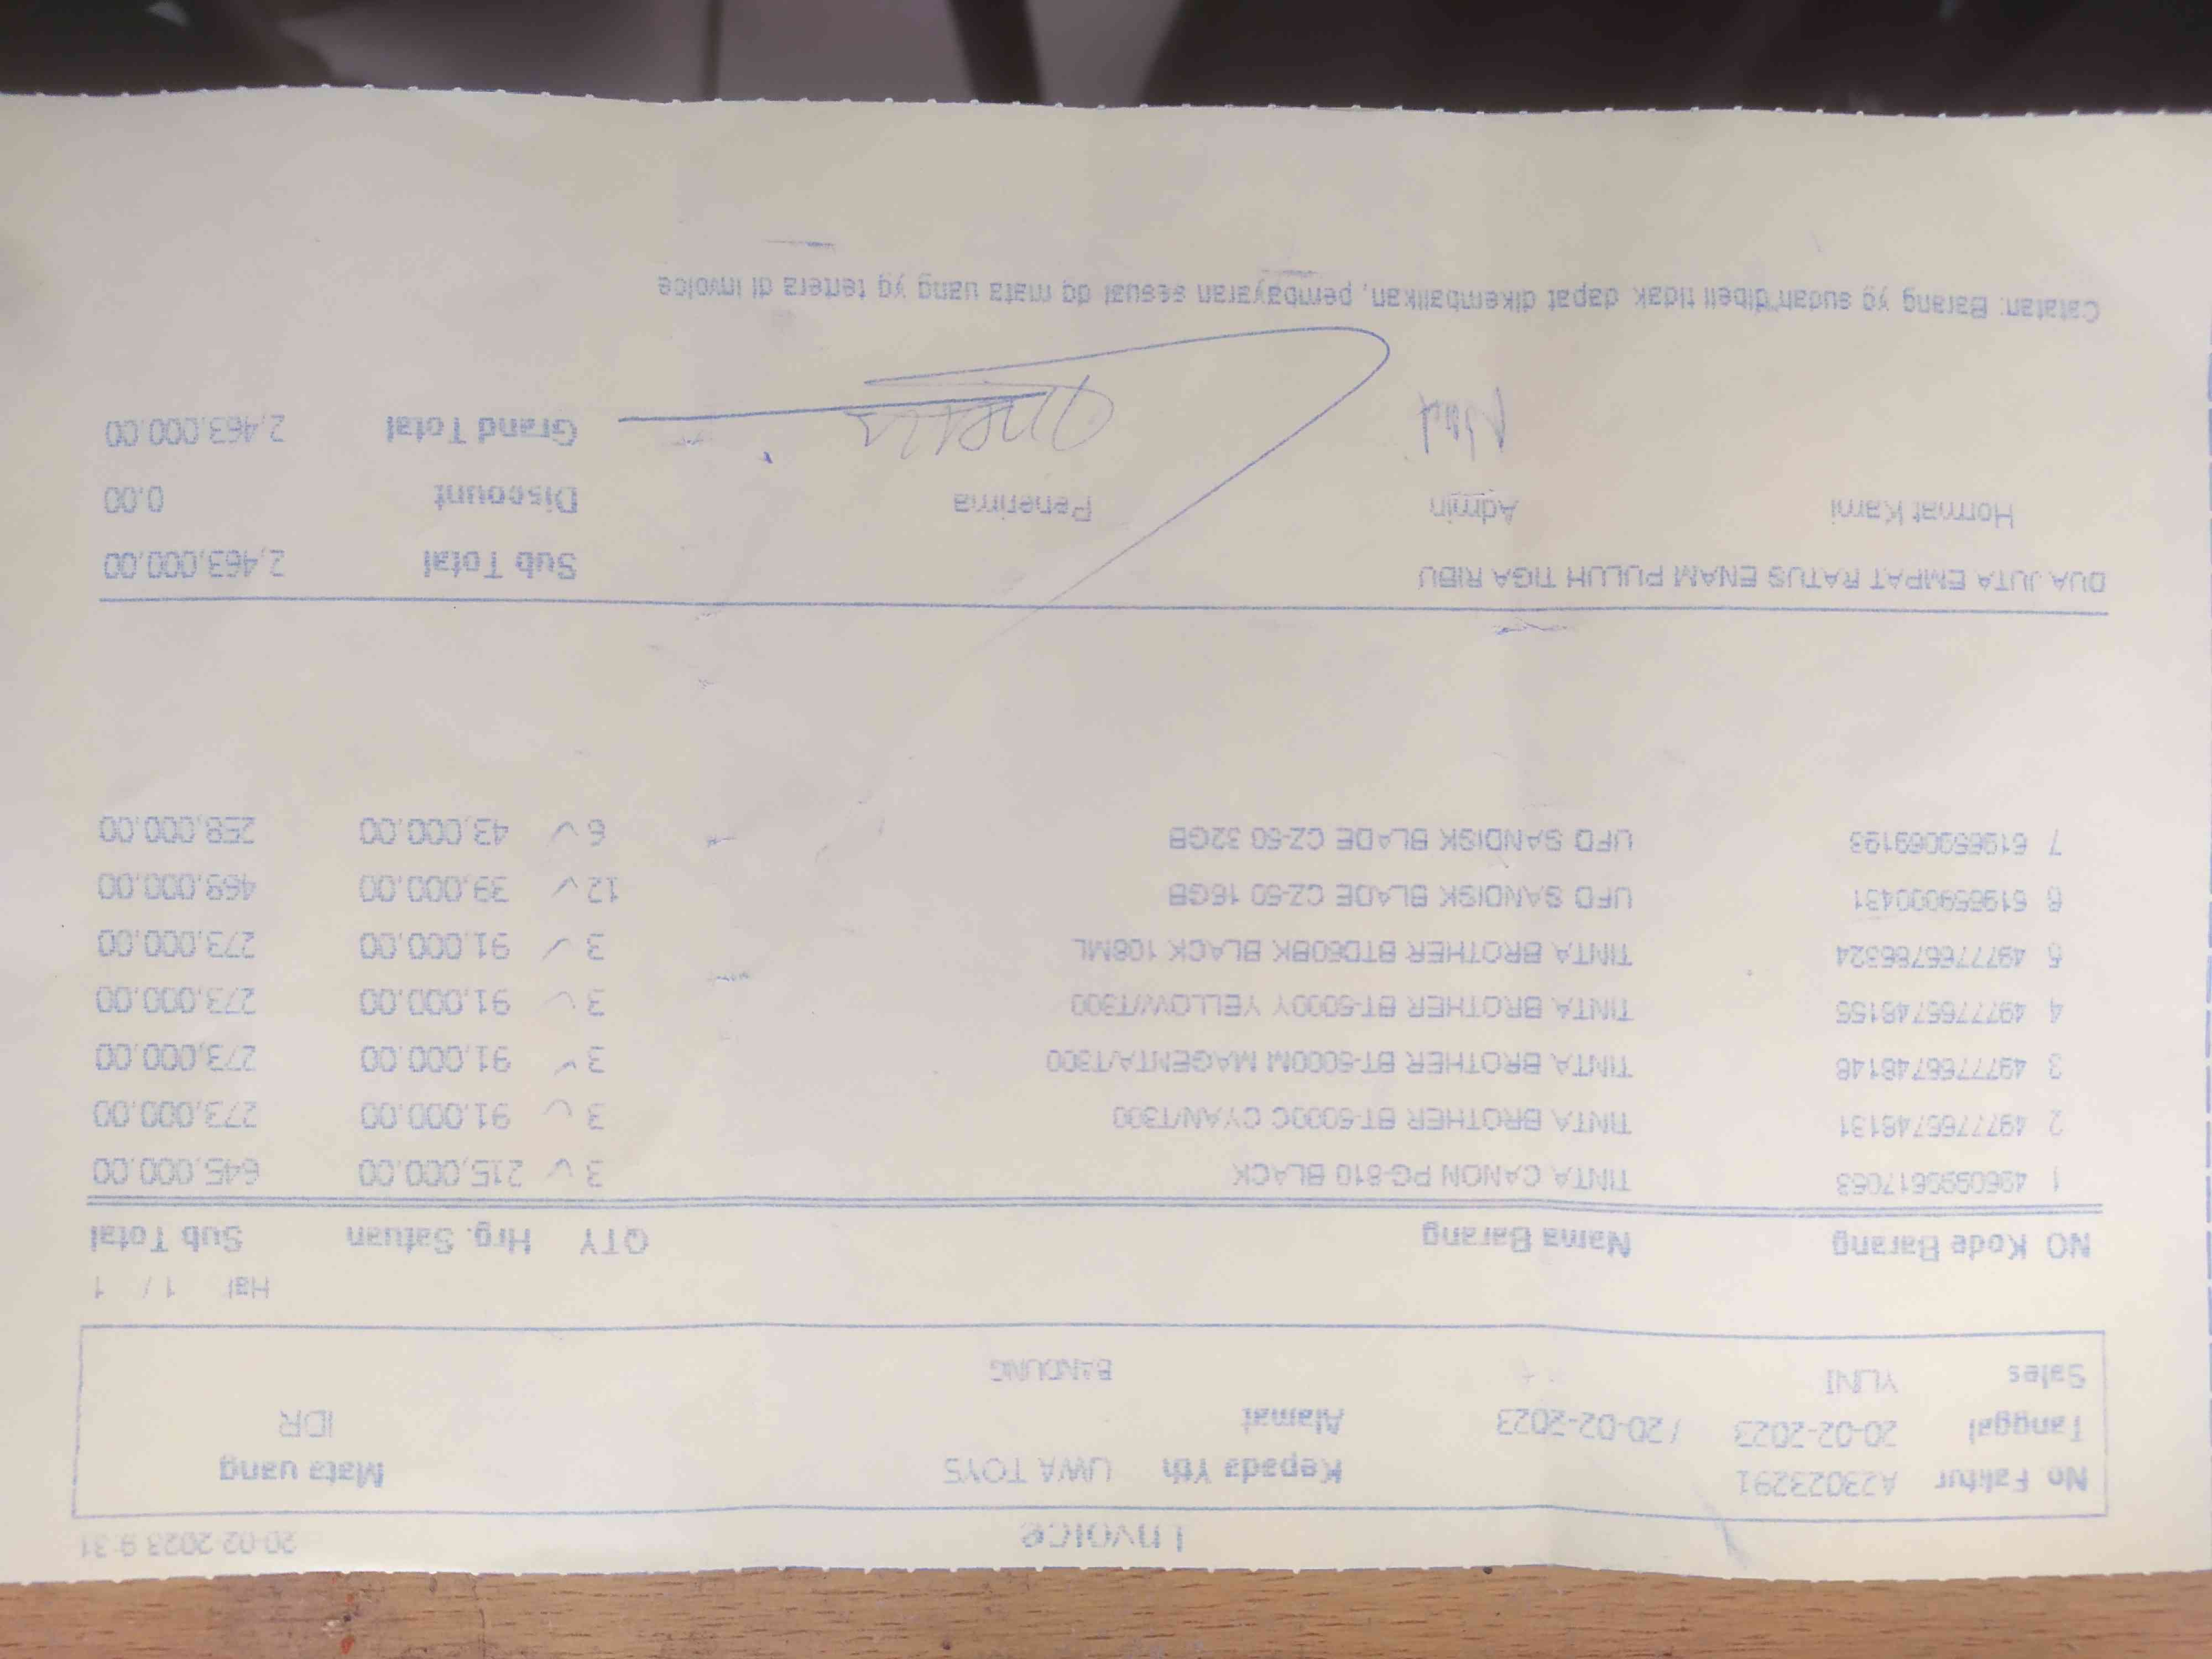 Invoice
20-02-2023 9:31
No Faktur A23023291 Kepada Yth UWA TOYS Mata uang
Tanggal 20-02-2023 / 20-02-2023 Alamat IDR
Sales YLINI BANDUNG
Hal 1 / 1
NO Kode Barang Nama Barang QTY Hrg. Satuan Sub Total
1 4960999617053 TINTA CANON PG-810 BLACK 3 215,000.00 645,000.00
2 4977766748131 TINTA BROTHER BT-5000C CYAN/T300 3 91,000.00 273,000.00
3 4977766748148 TINTA BROTHER BT-5000M MAGENTA/T300 3 91,000.00 273,000.00
4 4977766748155 TINTA BROTHER BT-5000Y YELLOW/T300 3 91,000.00 273,000.00
5 4977766786324 TINTA BROTHER BTD60BK BLACK 108ML 3 91,000.00 273,000.00
6 619659000431 UFD SANDISK BLADE CZ-50 16GB 12 39,000.00 468,000.00
7 619659069193 UFD SANDISK BLADE CZ-50 32GB 6 43,000.00 258,000.00
DUA JUTA EMPAT RATUS ENAM PULUH TIGA RIBU Sub Total 2,463,000.00
Hormat Kami Admin Penerima Discount 0.00
Grand Total 2,463,000.00
Catatan: Barang yg sudah dibeli tidak dapat dikembalikan, pembayaran sesuai dg mata uang yg tertera di invoice